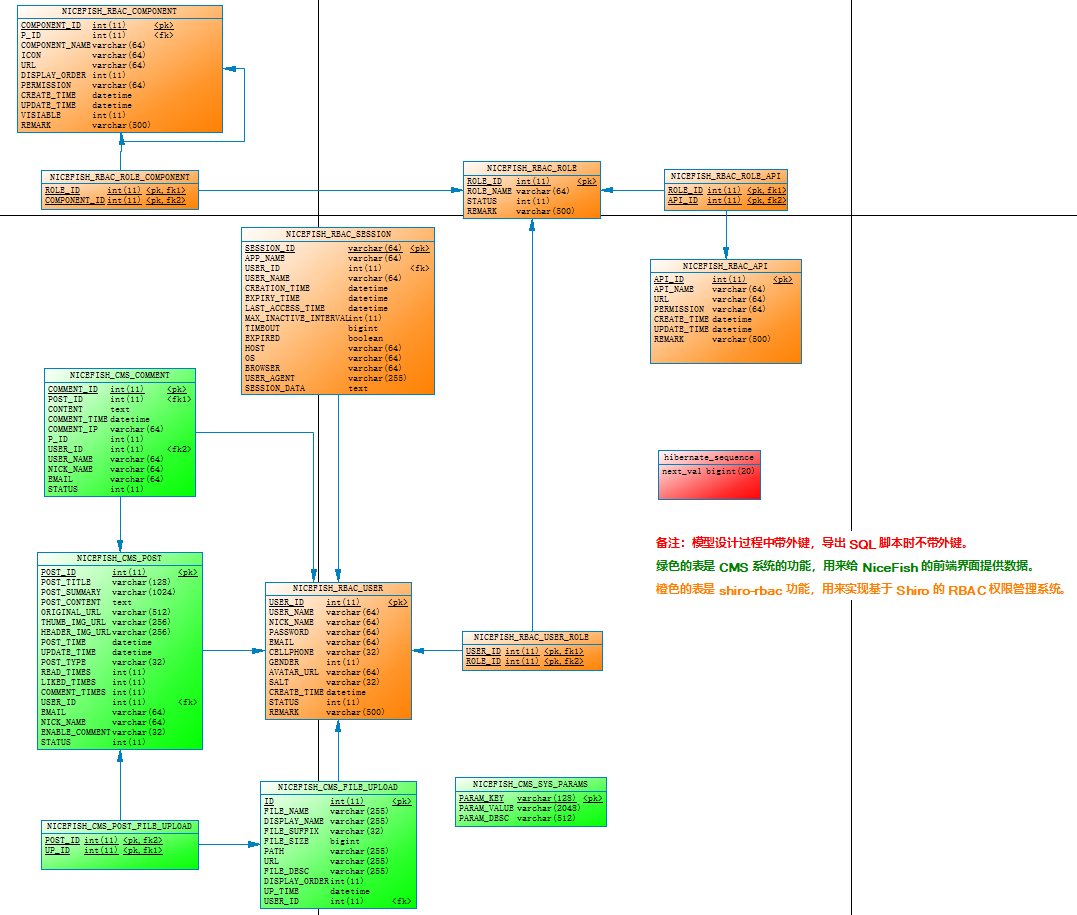 NICEFISH_RBAC_COMPONENT
COMPONENT_ID int(11) <pk>
P_ID int(11) <fk>
COMPONENT_NAME varchar(64)
ICON varchar(64)
URL varchar(64)
DISPLAY_ORDER int(11)
PERMISSION varchar(64)
CREATE_TIME datetime
UPDATE_TIME datetime
VISIABLE int(11)
REMARK varchar(500)
NICEFISH_RBAC_ROLE_COMPONENT
ROLE_ID int(11) <pk,fk1>
COMPONENT_ID int(11) <pk,fk2>
NICEFISH_RBAC_ROLE
ROLE_ID int(11) <pk>
ROLE_NAME varchar(64)
STATUS int(11)
REMARK varchar(500)
NICEFISH_RBAC_ROLE_API
ROLE_ID int(11) <pk,fk1>
API_ID int(11) <pk,fk2>
NICEFISH_RBAC_SESSION
SESSION_ID varchar(64) <pk>
APP_NAME varchar(64)
USER_ID int(11) <fk>
USER_NAME varchar(64)
CREATION_TIME datetime
EXPIRY_TIME datetime
LAST_ACCESS_TIME datetime
MAX_INACTIVE_INTERVAL int(11)
TIMEOUT bigint
EXPIRED boolean
HOST varchar(64)
OS varchar(64)
BROWSER varchar(64)
USER_AGENT varchar(255)
SESSION_DATA text
NICEFISH_RBAC_API
API_ID int(11) <pk>
API_NAME varchar(64)
URL varchar(64)
PERMISSION varchar(64)
CREATE_TIME datetime
UPDATE_TIME datetime
REMARK varchar(500)
NICEFISH_CMS_COMMENT
COMMENT_ID int(11) <pk>
POST_ID int(11) <fk1>
CONTENT text
COMMENT_TIME datetime
COMMENT_IP varchar(64)
P_ID int(11)
USER_ID int(11) <fk2>
USER_NAME varchar(64)
NICK_NAME varchar(64)
EMAIL varchar(64)
STATUS int(11)
hibernate_sequence
next_val bigint(20)
备注：模型设计过程中带外键，导出 SQL 脚本时不带外键。
绿色的表是 CMS 系统的功能，用来给 NiceFish 的前端界面提供数据。
橙色的表是 shiro-rbac 功能，用来实现基于 Shiro 的 RBAC 权限管理系统。
NICEFISH_CMS_POST
POST_ID int(11) <pk>
POST_TITLE varchar(128)
POST_SUMMARY varchar(1024)
POST_CONTENT text
ORIGINAL_URL varchar(512)
THUMB_IMG_URL varchar(256)
HEADER_IMG_URL varchar(256)
POST_TIME datetime
UPDATE_TIME datetime
POST_TYPE varchar(32)
READ_TIMES int(11)
LIKED_TIMES int(11)
COMMENT_TIMES int(11)
USER_ID int(11) <fk>
EMAIL varchar(64)
NICK_NAME varchar(64)
ENABLE_COMMENT varchar(32)
STATUS int(11)
NICEFISH_RBAC_USER
USER_ID int(11) <pk>
USER_NAME varchar(64)
NICK_NAME varchar(64)
PASSWORD varchar(64)
EMAIL varchar(64)
CELLPHONE varchar(32)
GENDER int(11)
AVATAR_URL varchar(64)
SALT varchar(32)
CREATE_TIME datetime
STATUS int(11)
REMARK varchar(500)
NICEFISH_RBAC_USER_ROLE
USER_ID int(11) <pk,fk1>
ROLE_ID int(11) <pk,fk2>
NICEFISH_CMS_POST_FILE_UPLOAD
POST_ID int(11) <pk,fk2>
UP_ID int(11) <pk,fk1>
NICEFISH_CMS_FILE_UPLOAD
ID int(11) <pk>
FILE_NAME varchar(255)
DISPLAY_NAME varchar(255)
FILE_SUFFIX varchar(32)
FILE_SIZE bigint
PATH varchar(255)
URL varchar(255)
FILE_DESC varchar(255)
DISPLAY_ORDER int(11)
UP_TIME datetime
USER_ID int(11) <fk>
NICEFISH_CMS_SYS_PARAMS
PARAM_KEY varchar(128) <pk>
PARAM_VALUE varchar(2048)
PARAM_DESC varchar(512)